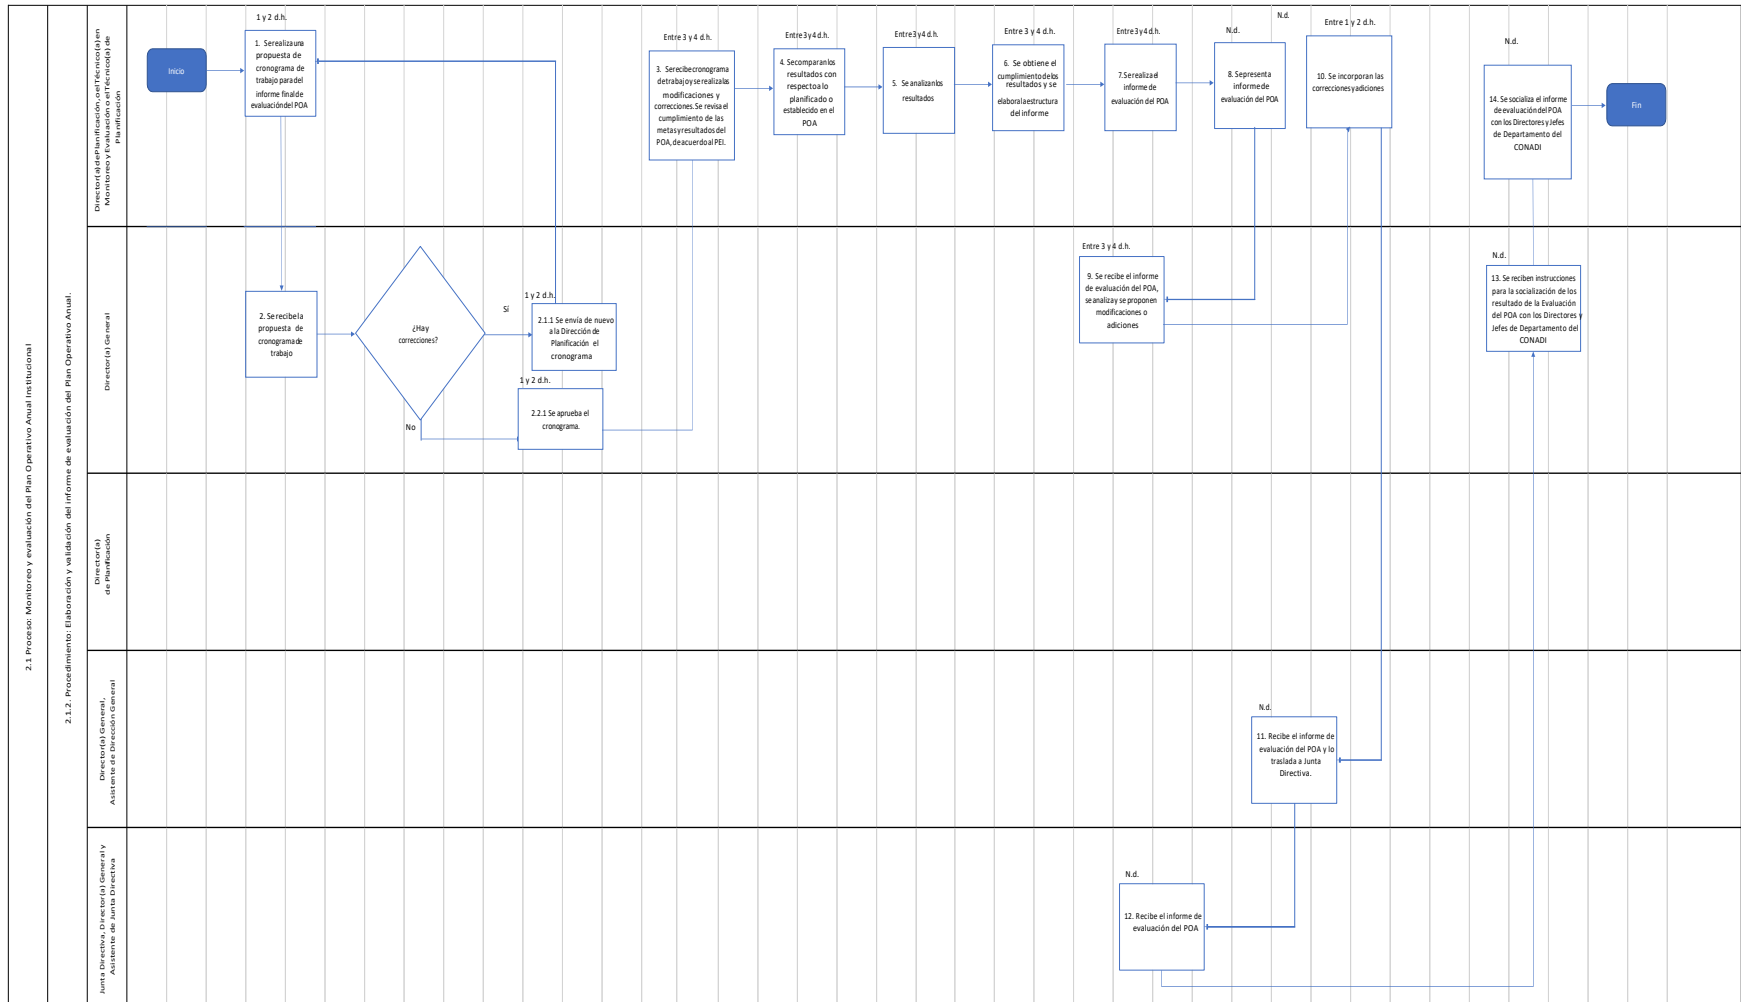 2.1 Proceso: Monitoreo y evaluación del Plan Operativo Anual Institucional
2.1.2. Procedimiento: Elaboración y validación del informe de evaluación del Plan Operativo Anual.
Director(a) de Planificación, o el Técnico(a) en
Monitoreo y Evaluación o el Técnico(a) de
Planificación
Inicio
1 y 2 d.h.
1. Se realiza una
propuesta de
cronograma de
trabajo para del
informe final de
evaluación del POA
Entre 3 y 4 d.h.
3. Se recibe cronograma
de trabajo y se realiza las
modificaciones y
correcciones. Se revisa el
cumplimiento de las
metas y resultados del
POA, de acuerdo al PEI.
Entre 3 y 4 d.h.
4. Se comparan los
resultados con
respecto a lo
planificado o
establecido en el
POA
Entre 3 y 4 d.h.
5. Se analizan los
resultados
Entre 3 y 4 d.h.
6. Se obtiene el
cumplimiento de los
resultados y se
elabora la estructura
del informe
Entre 3 y 4 d.h.
7. Se realiza el
informe de
evaluación del POA
N.d.
8. Se presenta
informe de
evaluación del POA
N.d.
Entre 1 y 2 d.h.
10. Se incorporan las
correcciones y adiciones
N.d.
14. Se socializa el informe
de evaluación del POA
con los Directores y Jefes
de Departamento del
CONADI
Fin
Director(a) General
2. Se recibe la
propuesta de
cronograma de
trabajo
¿Hay
correcciones?
Sí
No
1 y 2 d.h.
2.1.1 Se envía de nuevo
a la Dirección de
Planificación el
cronograma
1 y 2 d.h.
2.2.1 Se aprueba el
cronograma.
Entre 3 y 4 d.h.
9. Se recibe el informe
de evaluación del POA,
se analiza y se proponen
modificaciones o
adiciones
N.d.
13. Se reciben instrucciones
para la socialización de los
resultado de la Evaluación
del POA con los Directores y
Jefes de Departamento del
CONADI
Director(a)
de Planificación
Director(a) General,
Asistente de Dirección General
N.d.
11. Recibe el informe de
evaluación del POA y lo
traslada a Junta
Directiva.
Junta Directiva, Director(a) General y
Asistente de Junta Directiva
N.d.
12. Recibe el informe de
evaluación del POA